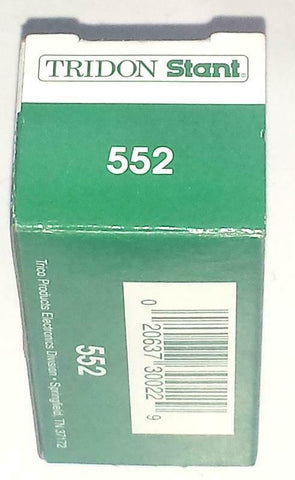 TRIDON Stant
552
Trico Products Electronics Division • Springfield, TN 37172
552
0 20637 30022 9